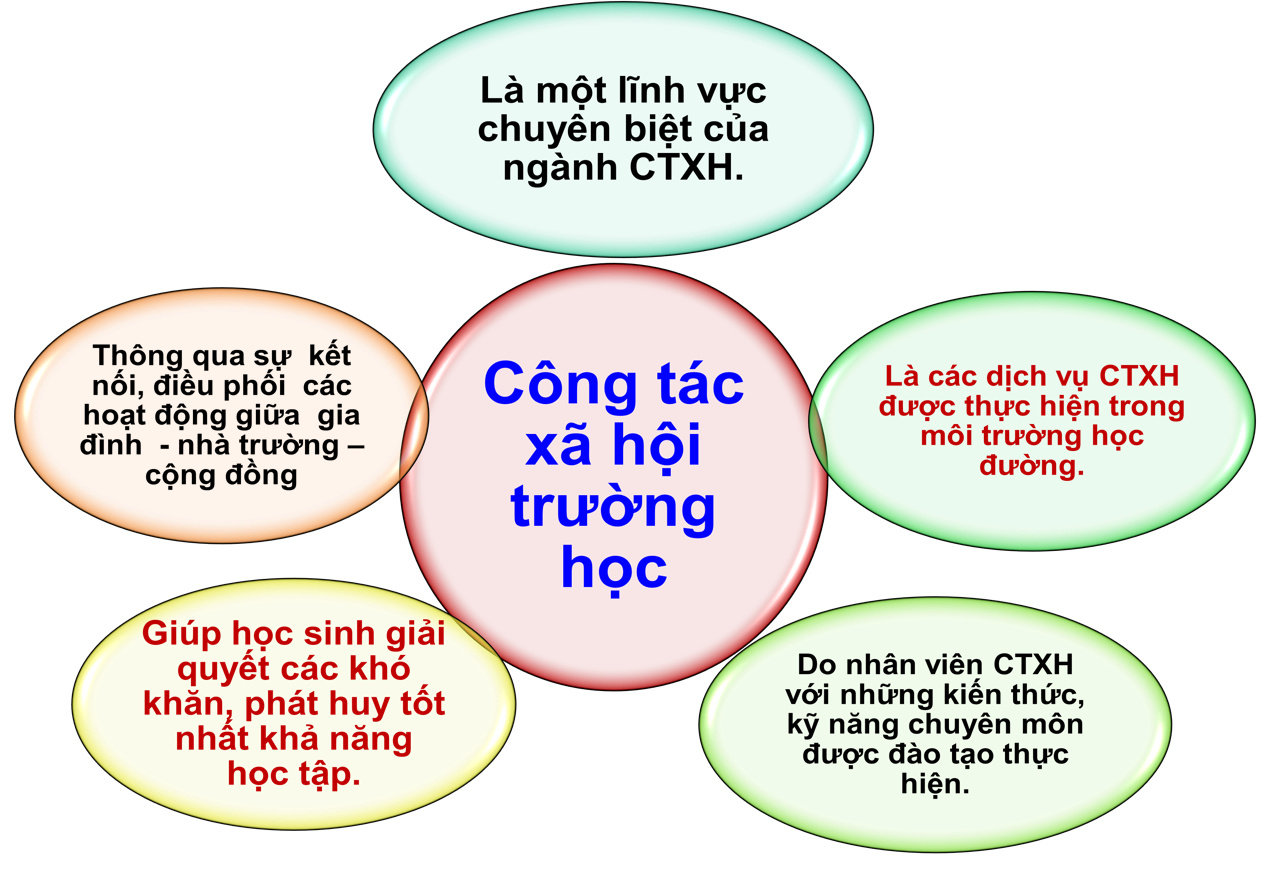 Là một lĩnh vực
chuyên biệt của
ngành CTXH.
Thông qua sự kết
nối, điều phối các
hoạt động giữa gia
đình - nhà trường –
cộng đồng
Công tác
xã hội
trường
học
Là các dịch vụ CTXH
được thực hiện trong
môi trường học
đường.
Giúp học sinh giải
quyết các khó
khăn, phát huy tốt
nhất khả năng
học tập.
Do nhân viên CTXH
với những kiến thức,
kỹ năng chuyên môn
được đào tạo thực
hiện.